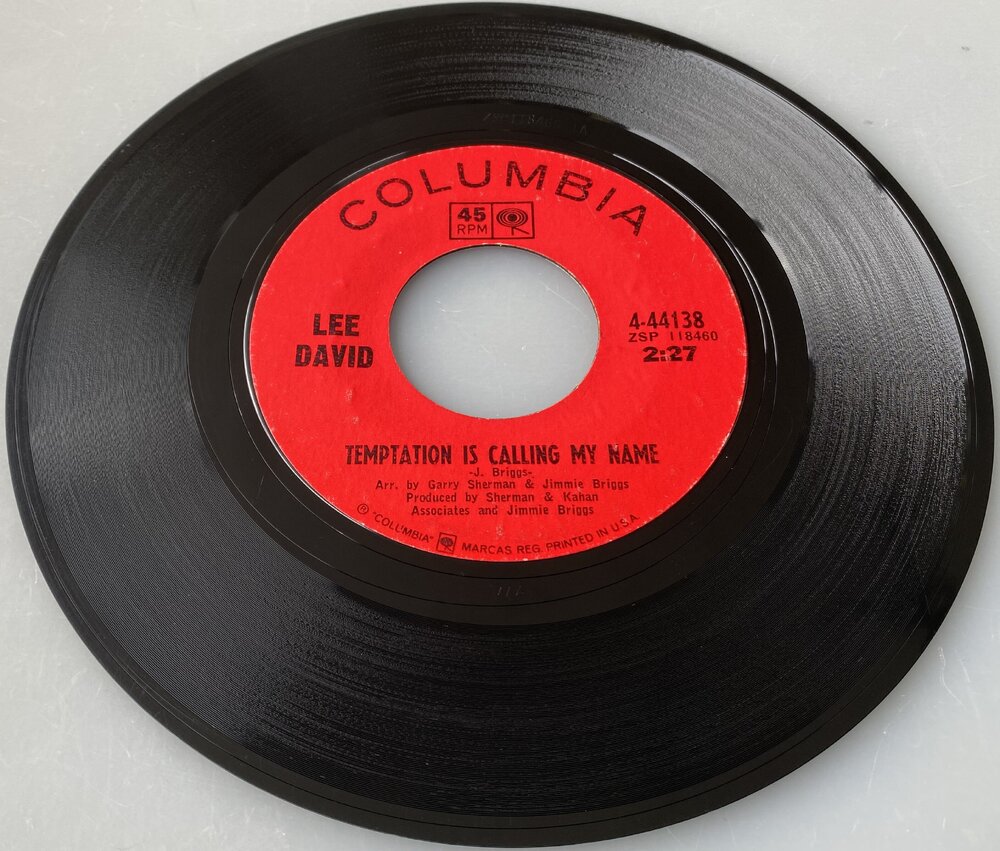 COLUMBIA
45
RPM
LEE
DAVID
4-44138
ZSP 118460
2:27
TEMPTATION IS CALLING MY NAME
-J. Briggs-
Arr. by Garry Sherman & Jimmie Briggs
Produced by Sherman & Kahan
Associates and Jimmie Briggs
® "COLUMBIA" MARCAS REG. PRINTED IN U.S.A.